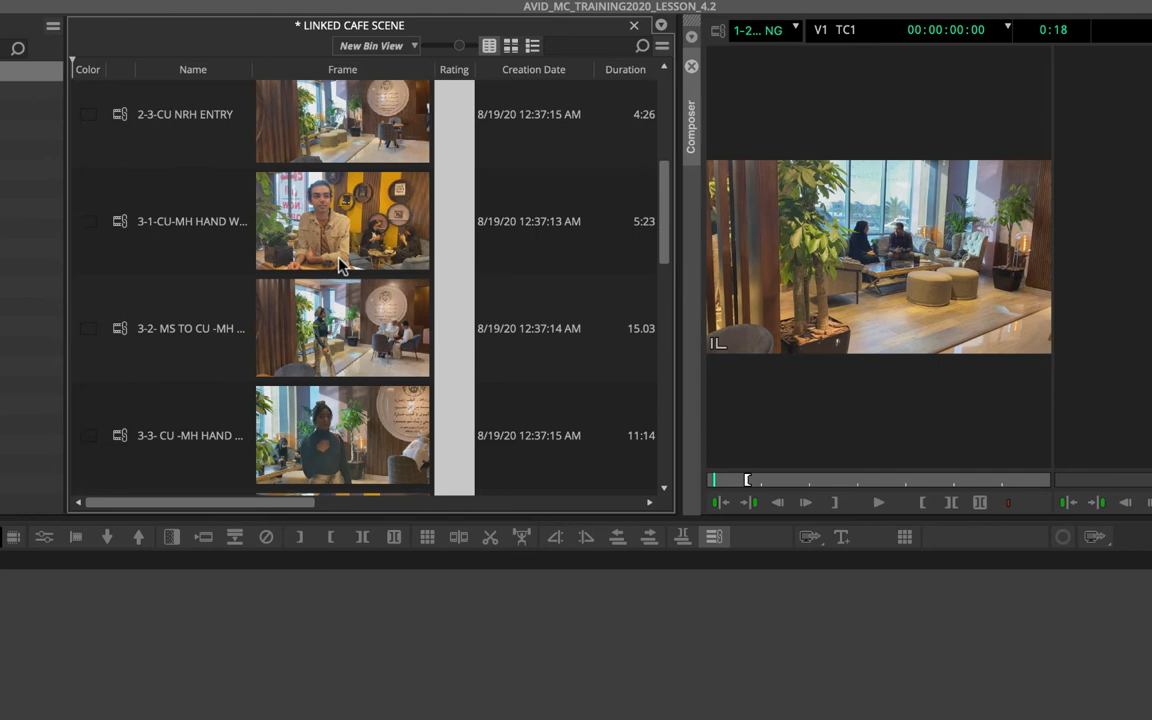 AVID_MC_TRAINING2020_LESSON_4.2
* LINKED CAFE SCENE
New Bin View
1-2... NG
V1 TC1
00:00:00:00
0:18
Color
Name
Frame
Rating
Creation Date
Duration
2-3-CU NRH ENTRY
8/19/20 12:37:15 AM
4:26
3-1-CU-MH HAND W...
8/19/20 12:37:13 AM
5:23
3-2- MS TO CU -MH ...
8/19/20 12:37:14 AM
15.03
3-3- CU -MH HAND ...
8/19/20 12:37:15 AM
11:14
Composer
IL